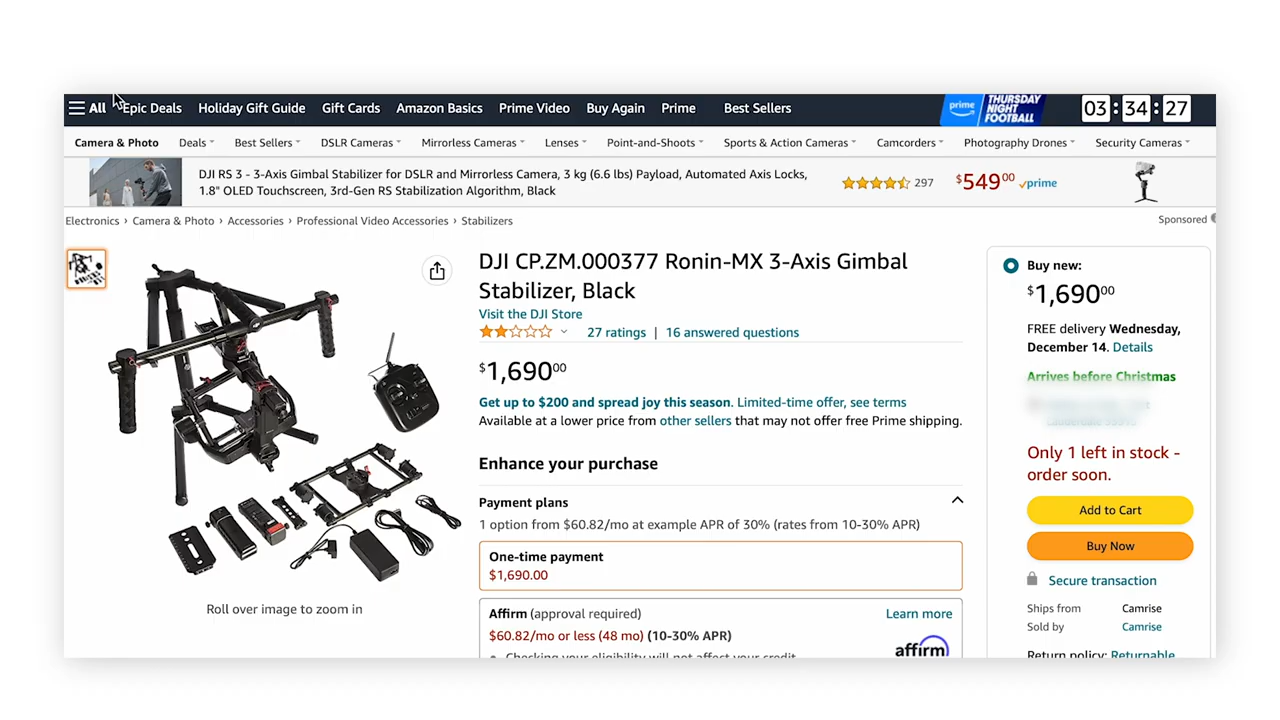 All
Epic Deals
Holiday Gift Guide
Gift Cards
Amazon Basics
Prime Video
Buy Again
Prime
Best Sellers
prime
THURSDAY
NIGHT
FOOTBALL
03 : 34 : 27
Camera & Photo
Deals
Best Sellers
DSLR Cameras
Mirrorless Cameras
Lenses
Point-and-Shoots
Sports & Action Cameras
Camcorders
Photography Drones
Security Cameras
DJI RS 3 - 3-Axis Gimbal Stabilizer for DSLR and Mirrorless Camera, 3 kg (6.6 lbs) Payload, Automated Axis Locks,
1.8" OLED Touchscreen, 3rd-Gen RS Stabilization Algorithm, Black
297
$549.00 prime
Electronics › Camera & Photo › Accessories › Professional Video Accessories › Stabilizers
Sponsored
DJI CP.ZM.000377 Ronin-MX 3-Axis Gimbal
Stabilizer, Black
Visit the DJI Store
27 ratings | 16 answered questions
$1,690.00
Get up to $200 and spread joy this season. Limited-time offer, see terms
Available at a lower price from other sellers that may not offer free Prime shipping.
Enhance your purchase
Payment plans
1 option from $60.82/mo at example APR of 30% (rates from 10-30% APR)
One-time payment
$1,690.00
Affirm (approval required)
Learn more
$60.82/mo or less (48 mo) (10-30% APR)
Checking your eligibility will not affect your credit
affirm
Roll over image to zoom in
Buy new:
$1,690.00
FREE delivery Wednesday,
December 14. Details
Arrives before Christmas
Only 1 left in stock -
order soon.
Add to Cart
Buy Now
Secure transaction
Ships from Camrise
Sold by Camrise
Return policy: Returnable